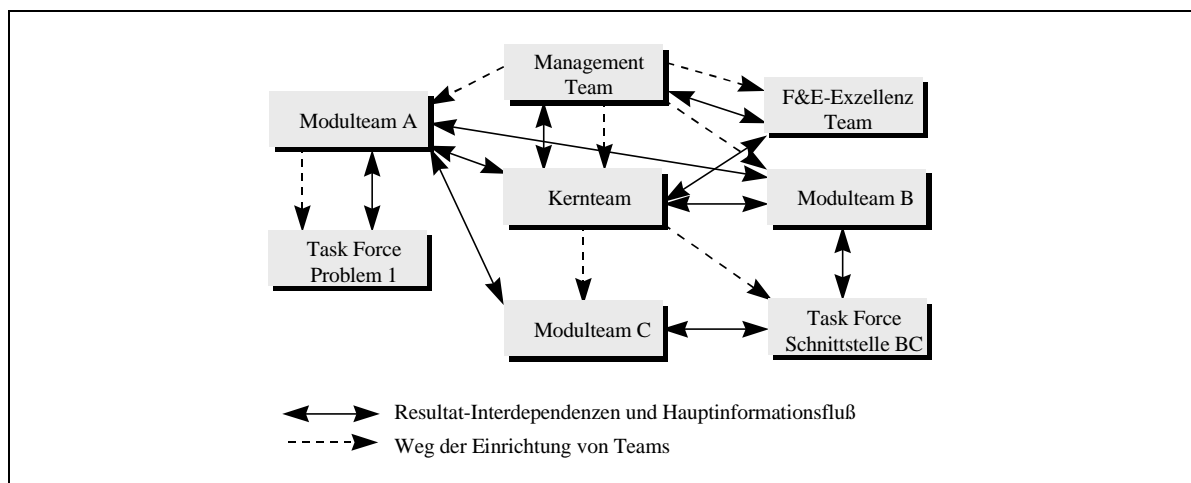 Management
Team
F&E-Exzellenz
Team
Modulteam A
Kernteam
Modulteam B
Task Force
Problem 1
Modulteam C
Task Force
Schnittstelle BC
Resultat-Interdependenzen und Hauptinformationsfluß
Weg der Einrichtung von Teams